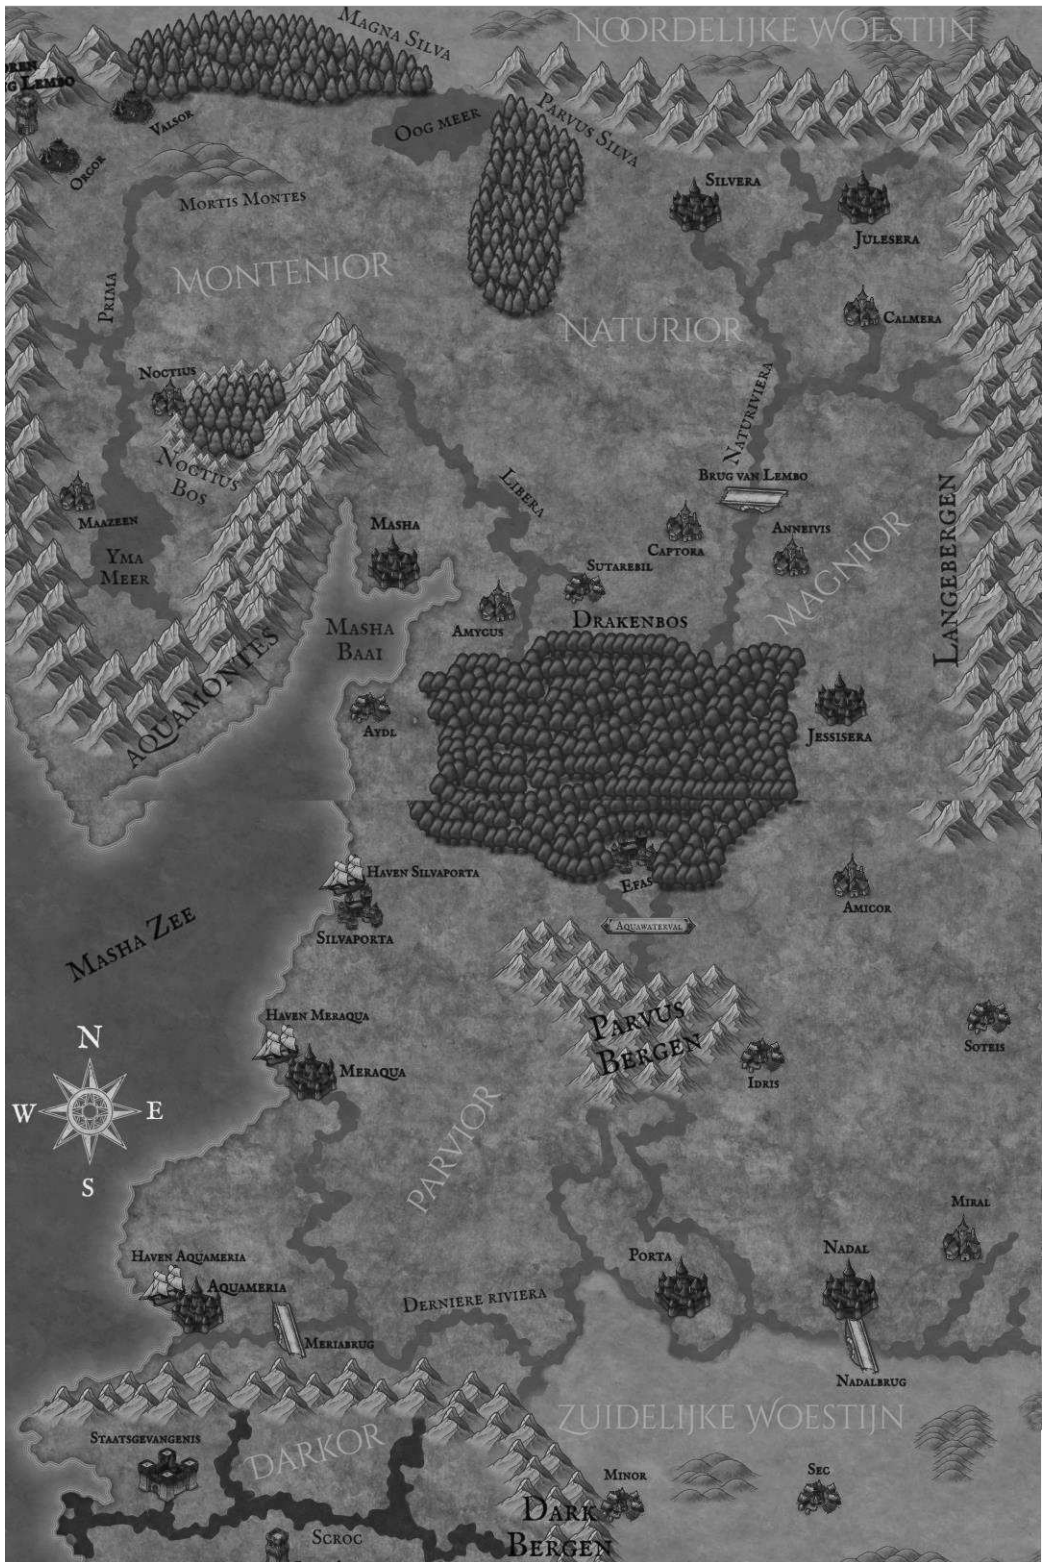 Magna Silva
Noordelijke Woestijn
Lembo
Valsor
Oog meer
Parvus Silva
Orgor
Mortis Montes
Silvera
Julesera
Montenior
Prima
Naturior
Calmera
Noctius
Noctius
Bos
Naturiviera
Libera
Brug van Lembo
Maazeen
Masha
Captora
Anneivis
Magnior
Langebergen
Yma
Meer
Sutarebil
Amygus
Drakenbos
Masha
Baai
Aquamontes
Aydl
Jessisera
Haven Silvaporta
Efas
Silvaporta
Aquawaterval
Amicor
Masha Zee
Haven Meraqua
Parvus
Bergen
Soteis
N
Meraqua
Idris
W
E
S
Parvior
Miral
Haven Aquameria
Porta
Nadal
Aquameria
Derniere riviera
Meriabrug
Nadalbrug
Zuidelijke Woestijn
Staatsgevangenis
Darkor
Minor
Sec
Dark
Bergen
Scroc